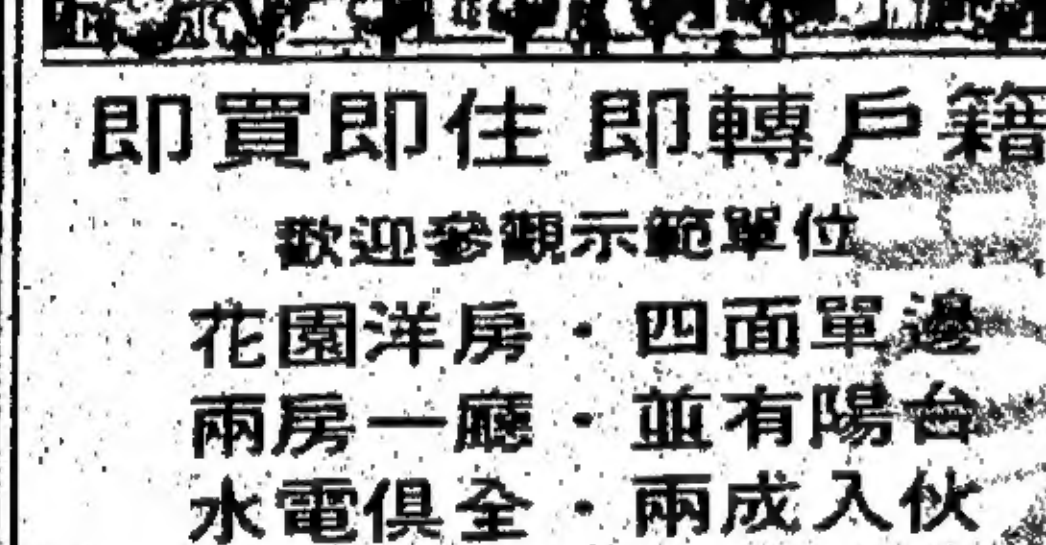 即買即住 即轉戶籍
歡迎參觀示範單位
花園洋房・四面單邊
兩房一廳・並有陽台
水電俱全・兩成入伙